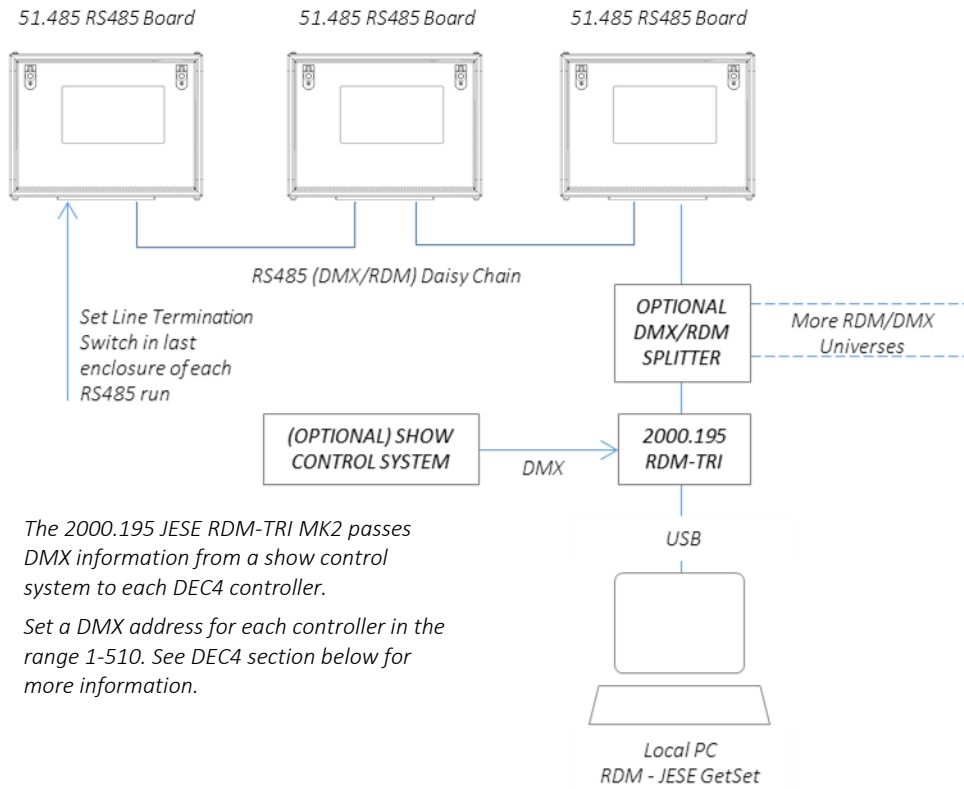 51.485 RS485 Board
51.485 RS485 Board
51.485 RS485 Board
RS485 (DMX/RDM) Daisy Chain
Set Line Termination
Switch in last
enclosure of each
RS485 run
OPTIONAL
DMX/RDM
SPLITTER
More RDM/DMX
Universes
(OPTIONAL) SHOW
CONTROL SYSTEM
DMX
2000.195
RDM-TRI
The 2000.195 JESE RDM-TRI MK2 passes
DMX information from a show control
system to each DEC4 controller.
Set a DMX address for each controller in the
range 1-510. See DEC4 section below for
more information.
USB
Local PC
RDM - JESE GetSet